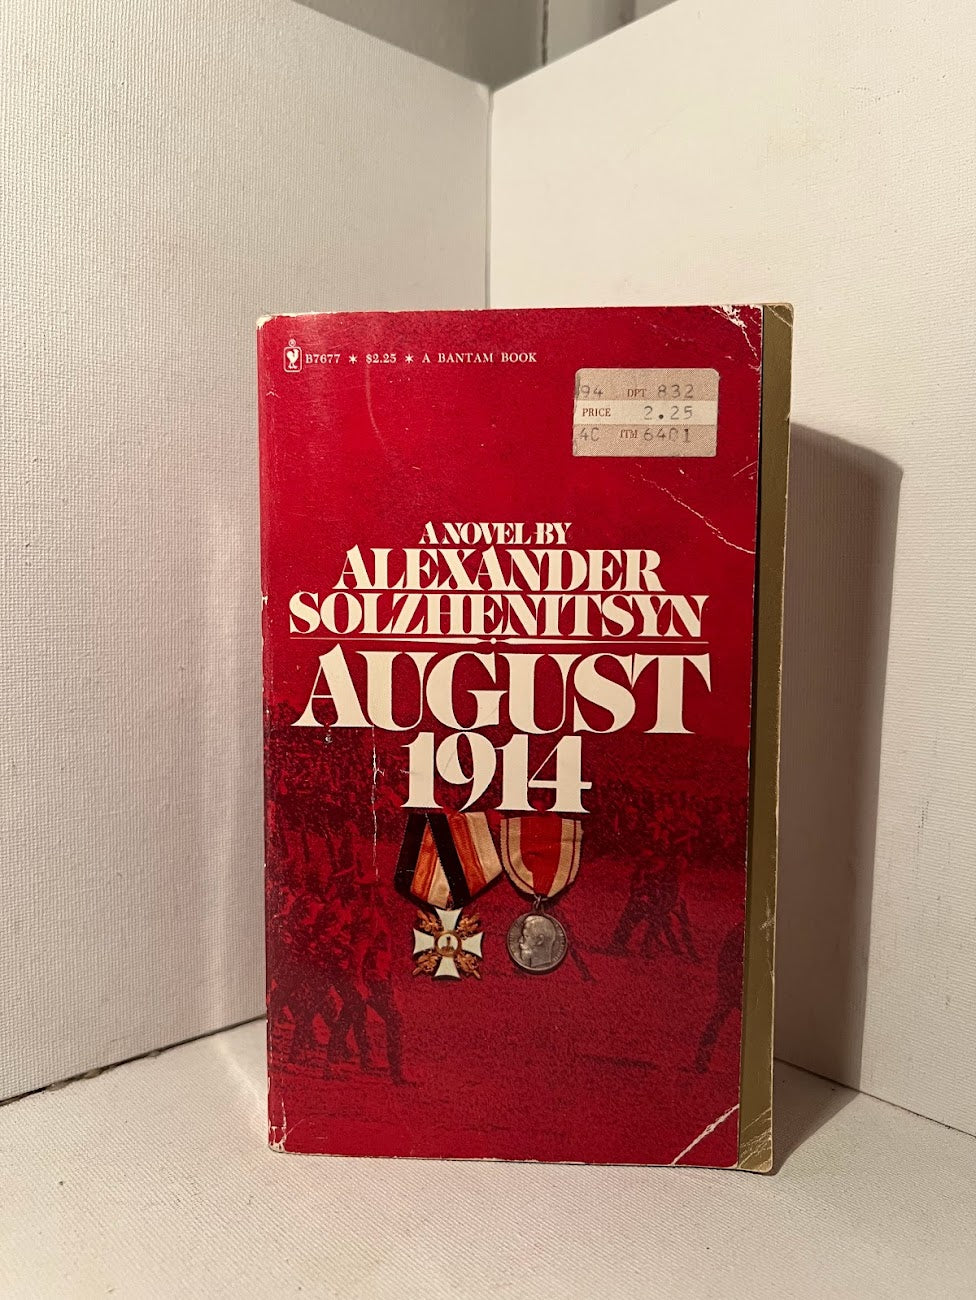 B7677 * $2.25 * A BANTAM BOOK
94 DPT 832
PRICE 2.25
40 ITM 6401
A NOVEL BY
ALEXANDER
SOLZHENITSYN
AUGUST
1914